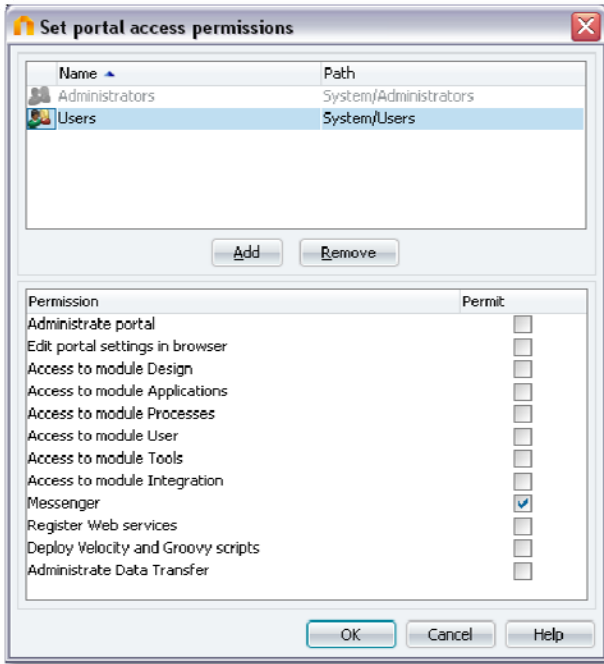 Set portal access permissions
Name Path
Administrators System/Administrators
Users System/Users
Add Remove
Permission Permit
Administrate portal
Edit portal settings in browser
Access to module Design
Access to module Applications
Access to module Processes
Access to module User
Access to module Tools
Access to module Integration
Messenger
Register Web services
Deploy Velocity and Groovy scripts
Administrate Data Transfer
OK Cancel Help